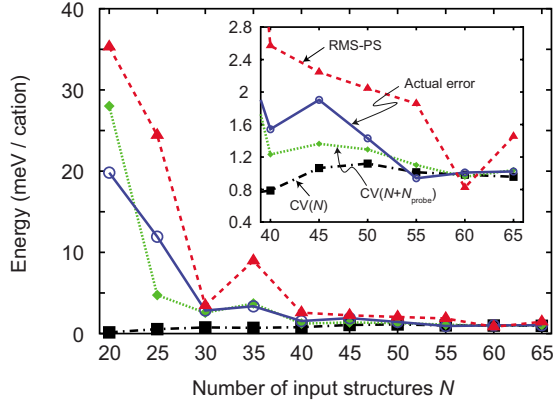 Energy (meV / cation)
40
30
20
10
0
20 25 30 35 40 45 50 55 60 65
Number of input structures N
2.8
2.4
2
1.6
1.2
0.8
0.4
40 45 50 55 60 65
RMS-PS
Actual error
CV(N)
CV(N+Nprobe)